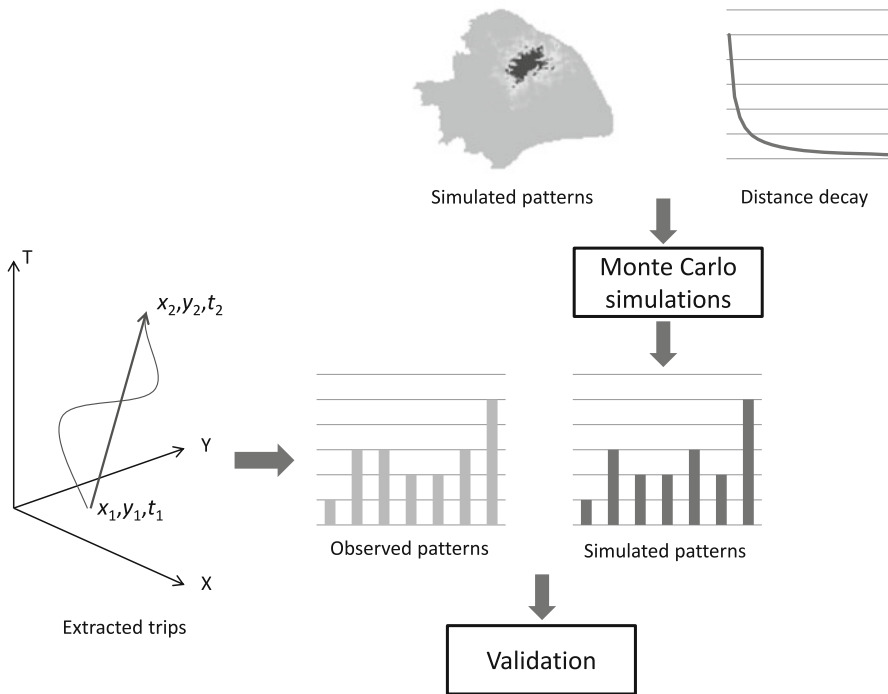 Simulated patterns
Distance decay
Monte Carlo
simulations
T
x₂,y₂,t₂
Y
x₁,y₁,t₁
X
Extracted trips
Observed patterns
Simulated patterns
Validation